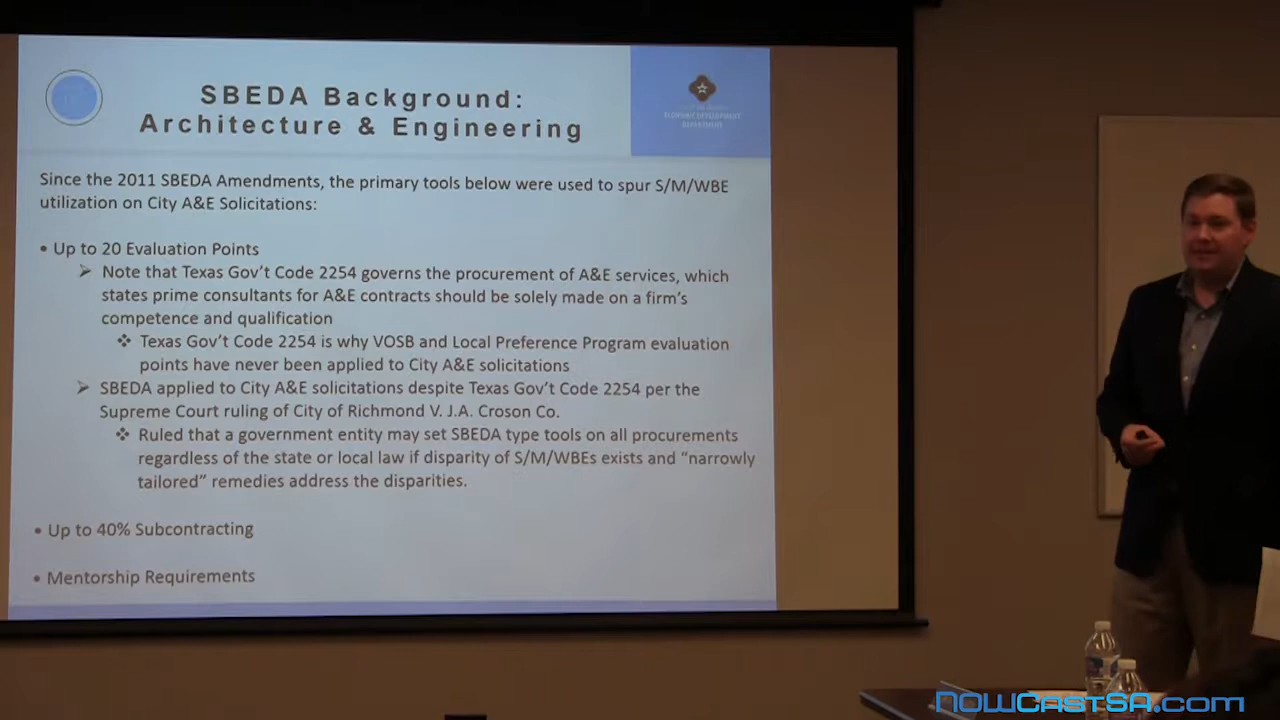 SBEDA Background:
Architecture & Engineering
ECONOMIC DEVELOPMENT
DEPARTMENT
Since the 2011 SBEDA Amendments, the primary tools below were used to spur S/M/WBE
utilization on City A&E Solicitations:
• Up to 20 Evaluation Points
➢ Note that Texas Gov't Code 2254 governs the procurement of A&E services, which
states prime consultants for A&E contracts should be solely made on a firm's
competence and qualification
❖ Texas Gov't Code 2254 is why VOSB and Local Preference Program evaluation
points have never been applied to City A&E solicitations
➢ SBEDA applied to City A&E solicitations despite Texas Gov't Code 2254 per the
Supreme Court ruling of City of Richmond V. J.A. Croson Co.
❖ Ruled that a government entity may set SBEDA type tools on all procurements
regardless of the state or local law if disparity of S/M/WBEs exists and “narrowly
tailored” remedies address the disparities.
• Up to 40% Subcontracting
• Mentorship Requirements
NOWCASTSA.COM